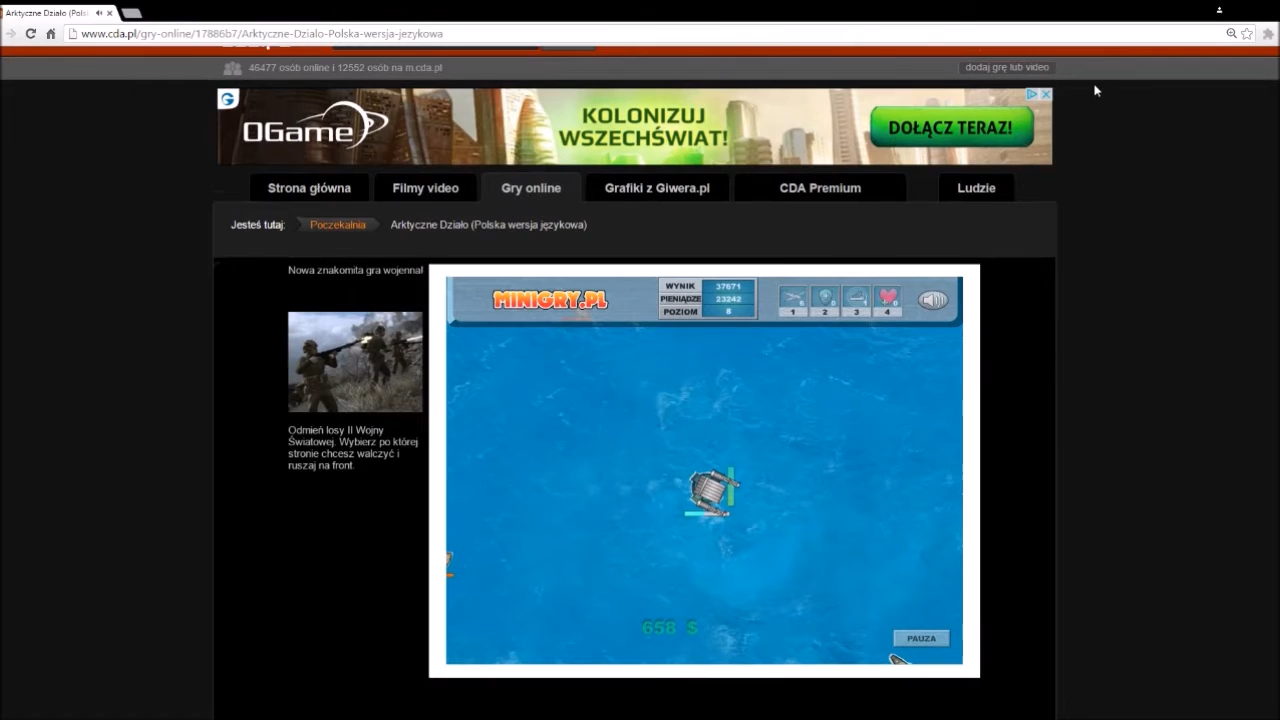 Arktyczne Działo (Pols
www.cda.pl/gry-online/17886b7/Arktyczne-Dzialo-Polska-wersja-jezykowa
46477 osób online i 12552 osób na m.cda.pl
dodaj grę lub video
OGame
KOLONIZUJ
WSZECHŚWIAT!
DOŁĄCZ TERAZ!
Strona główna
Filmy video
Gry online
Grafiki z Giwera.pl
CDA Premium
Ludzie
Jesteś tutaj:
Poczekalnia
Arktyczne Działo (Polska wersja językowa)
Nowa znakomita gra wojenna!
Odmień losy II Wojny
Światowej. Wybierz po której
stronie chcesz walczyć i
ruszaj na front.
MINIGRY.PL
WYNIK 37671
PIENIĄDZE 23242
POZIOM 8
1 2 3 4
658 $
PAUZA